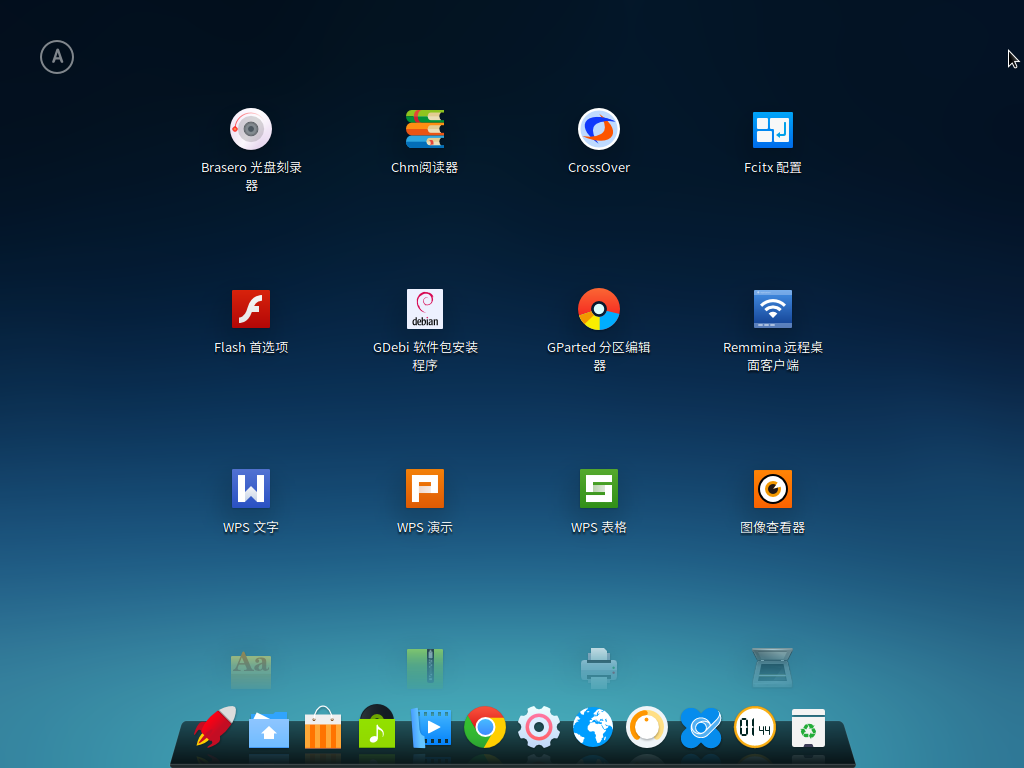 A
Brasero 光盘刻录
器
Chm阅读器
CrossOver
Fcitx 配置
Flash 首选项
debian
GDebi 软件包安装
程序
GParted 分区编辑
器
Remmina 远程桌
面客户端
WPS 文字
WPS 演示
WPS 表格
图像查看器
Aa
01 44